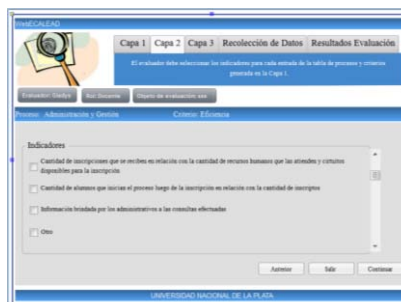 WebECALEAD
Capa 1 Capa 2 Capa 3 Recolección de Datos Resultados Evaluación
El evaluador debe seleccionar los indicadores para cada entrada de la tabla de procesos y criterios
generada en la Capa 1.
Evaluador: Gladys Rol: Docente Objeto de evaluación: xxx
Proceso: Administración y Gestión Criterio: Eficiencia
Indicadores
Cantidad de inscripciones que se reciben en relación con la cantidad de recursos humanos que las atienden y circuitos
disponibles para la inscripción
Cantidad de alumnos que inician el proceso luego de la inscripción en relación con la cantidad de inscriptos
Información brindada por los administrativos a las consultas efectuadas
Otro
Anterior Salir Continuar
UNIVERSIDAD NACIONAL DE LA PLATA